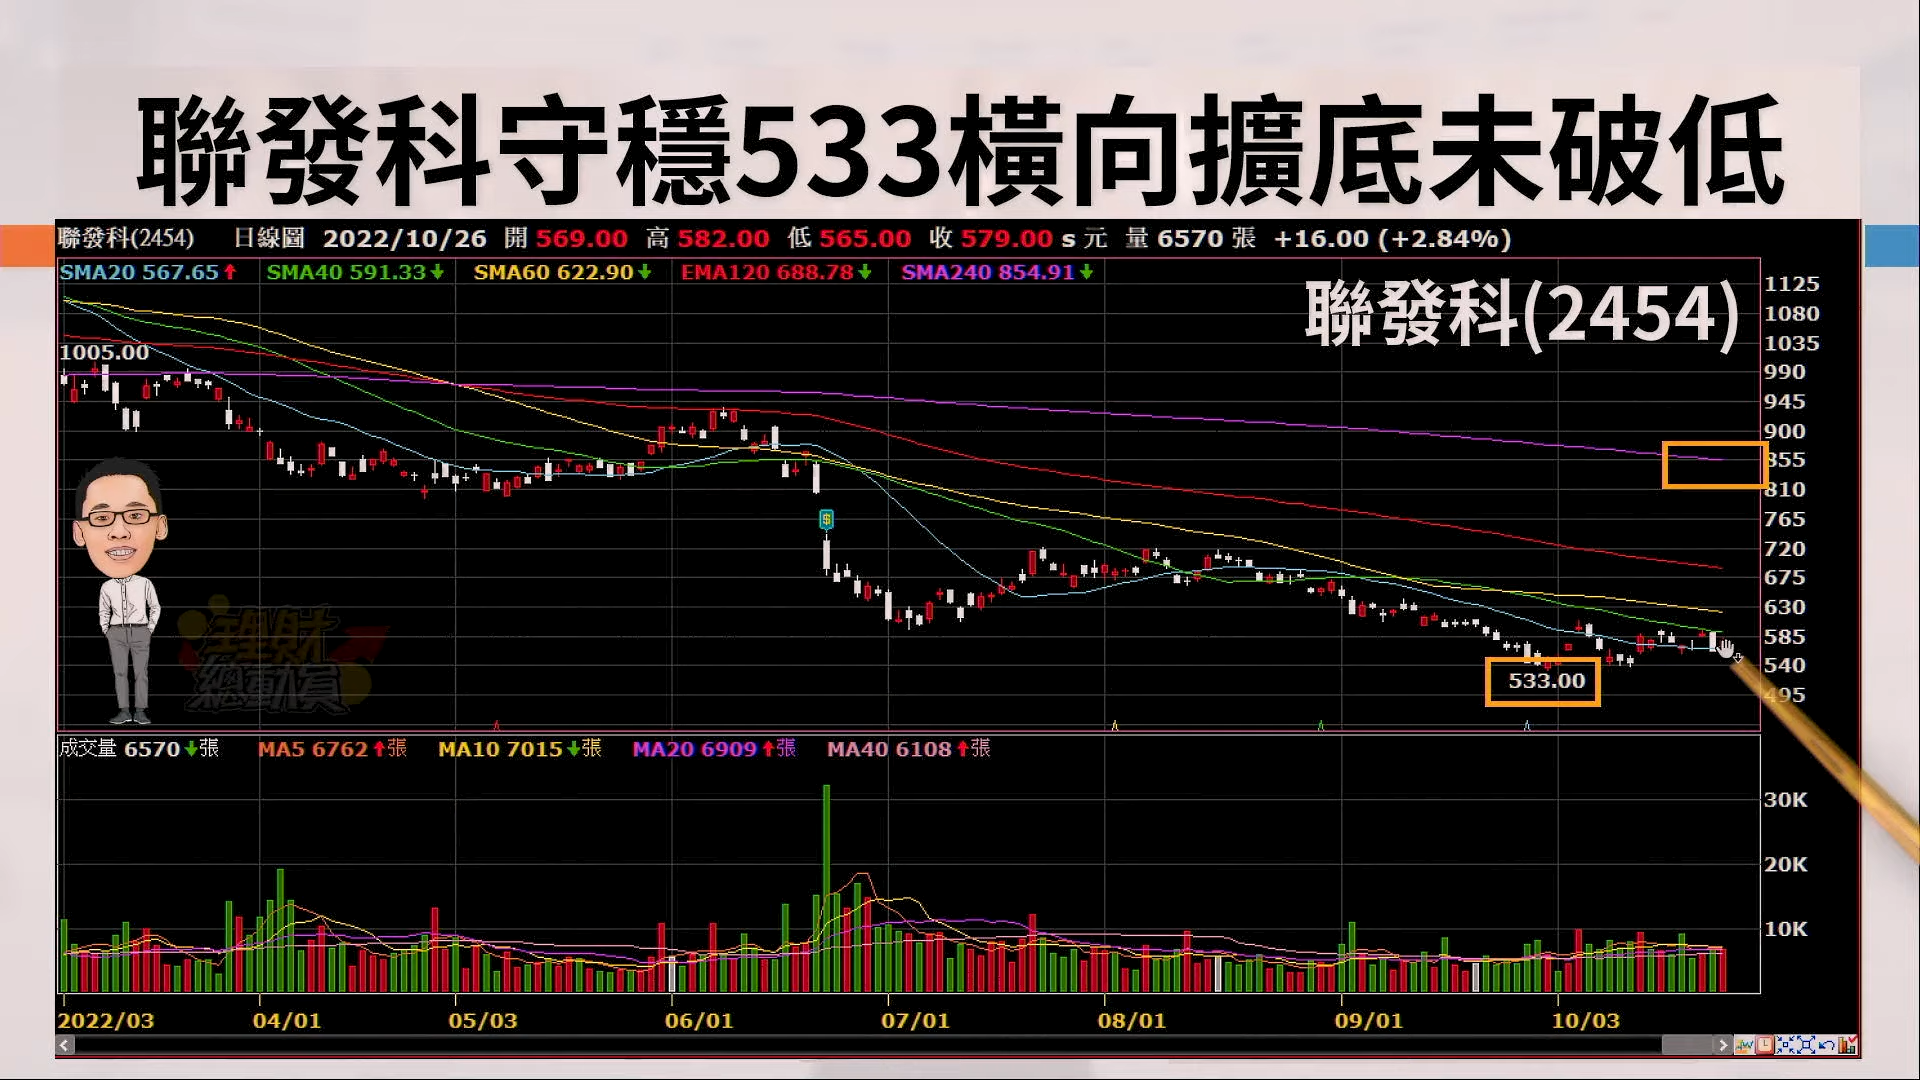 聯發科守穩533橫向擴底未破低
聯發科(2454) 日線圖 2022/10/26 開 569.00 高 582.00 低 565.00 收 579.00 s 元 量 6570 張 +16.00 (+2.84%)
SMA20 567.65 SMA40 591.33 SMA60 622.90 EMA120 688.78 SMA240 854.91
聯發科(2454)
1005.00
533.00
1125
1080
1035
990
945
900
855
810
765
720
675
630
585
540
495
理財
總動員
成交量 6570 張 MA5 6762 張 MA10 7015 張 MA20 6909 張 MA40 6108 張
30K
20K
10K
2022/03 04/01 05/03 06/01 07/01 08/01 09/01 10/03